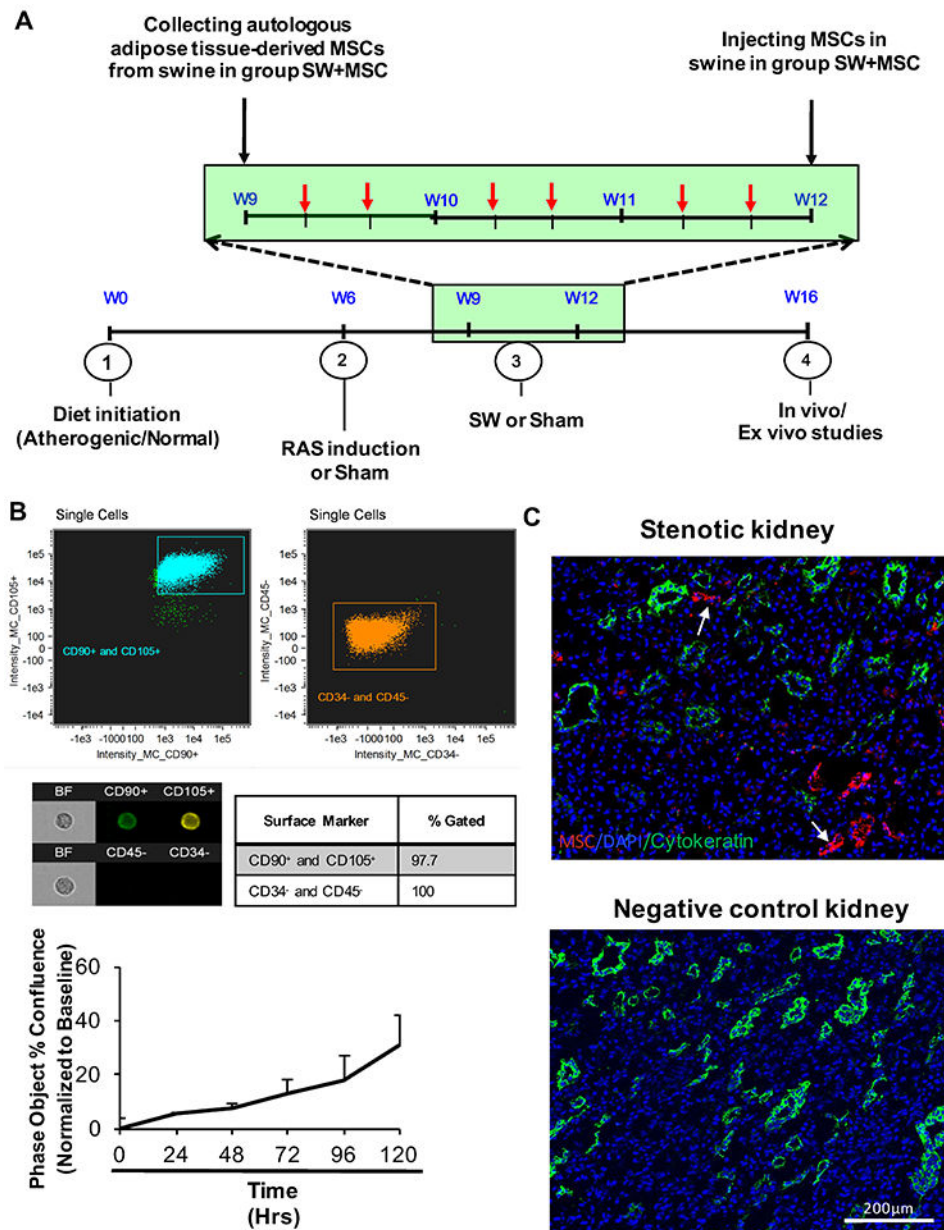 A
Collecting autologous
adipose tissue-derived MSCs
from swine in group SW+MSC
Injecting MSCs in
swine in group SW+MSC
W9
W10
W11
W12
W0
W6
W9
W12
W16
1
2
3
4
Diet initiation
(Atherogenic/Normal)
RAS induction
or Sham
SW or Sham
In vivo/
Ex vivo studies
B
Single Cells
Intensity_MC_CD105+
1e5
1e4
1e3
100
-100
-1e3
-1e4
CD90+ and CD105+
-1e3 -1000100 1e3 1e4 1e5
Intensity_MC_CD90+
Single Cells
Intensity_MC_CD45-
1e5
1e4
1e3
100
-100
-1e3
-1e4
CD34- and CD45-
-1e3 -1000100 1e3 1e4 1e5
Intensity_MC_CD34-
BF CD90+ CD105+
BF CD45- CD34-
Surface Marker % Gated
CD90⁺ and CD105⁺ 97.7
CD34⁻ and CD45⁻ 100
Phase Object % Confluence
(Normalized to Baseline)
60
40
20
0
0 24 48 72 96 120
Time
(Hrs)
C
Stenotic kidney
MSC/DAPI/Cytokeratin
Negative control kidney
200µm